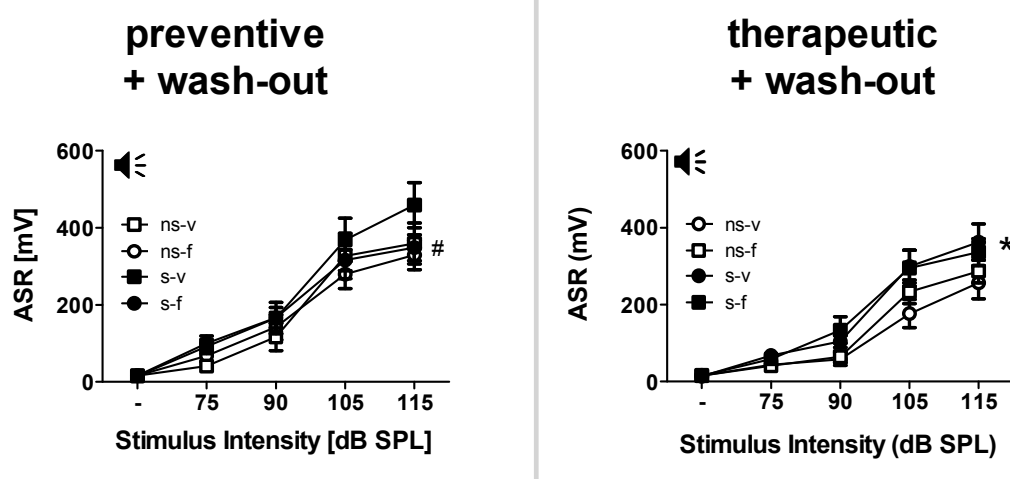 preventive
+ wash-out
600
400
200
0
ASR [mV]
ns-v
ns-f
s-v
s-f
#
- 75 90 105 115
Stimulus Intensity [dB SPL]
therapeutic
+ wash-out
600
400
200
0
ASR (mV)
ns-v
ns-f
s-v
s-f
*
- 75 90 105 115
Stimulus Intensity (dB SPL)